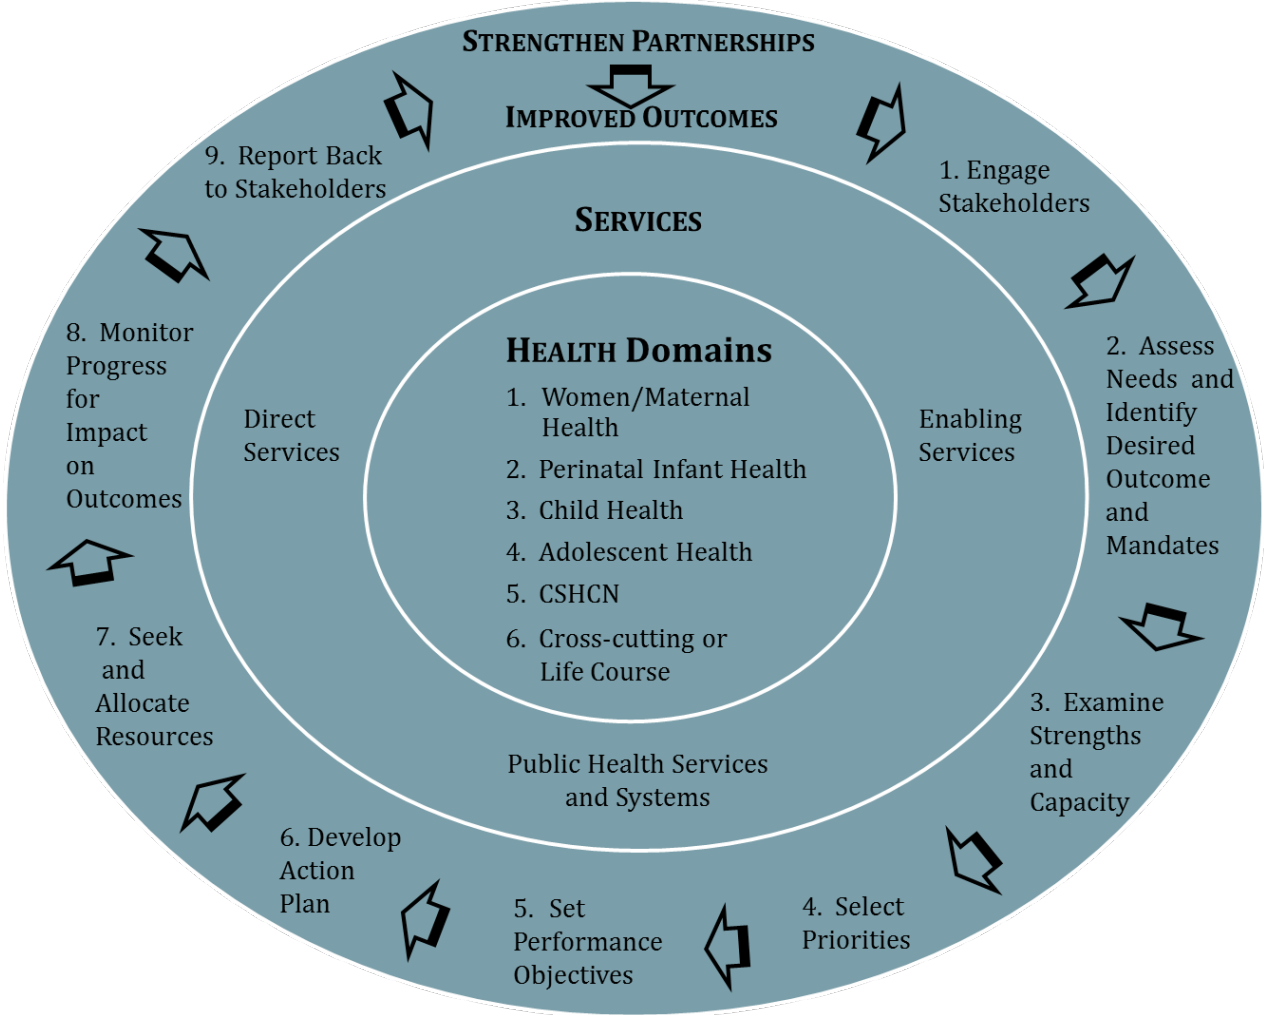 STRENGTHEN PARTNERSHIPS
IMPROVED OUTCOMES
1. Engage
Stakeholders
2. Assess
Needs and
Identify
Desired
Outcome
and
Mandates
3. Examine
Strengths
and
Capacity
4. Select
Priorities
5. Set
Performance
Objectives
6. Develop
Action
Plan
7. Seek
and
Allocate
Resources
8. Monitor
Progress
for
Impact
on
Outcomes
9. Report Back
to Stakeholders
SERVICES
Direct
Services
Enabling
Services
Public Health Services
and Systems
HEALTH Domains
1. Women/Maternal
Health
2. Perinatal Infant Health
3. Child Health
4. Adolescent Health
5. CSHCN
6. Cross-cutting or
Life Course